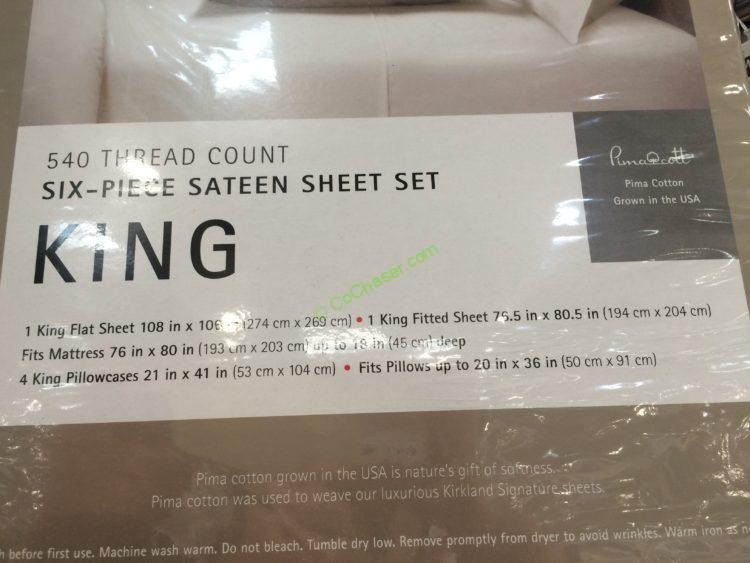 540 THREAD COUNT
SIX-PIECE SATEEN SHEET SET
KING
Pimacott
Pima Cotton
Grown in the USA
© CoChaser.com
1 King Flat Sheet 108 in x 106 (274 cm x 269 cm) • 1 King Fitted Sheet 76.5 in x 80.5 in (194 cm x 204 cm)
Fits Mattress 76 in x 80 in (193 cm x 203 cm) up to 18 in (45 cm) deep
4 King Pillowcases 21 in x 41 in (53 cm x 104 cm) • Fits Pillows up to 20 in x 36 in (50 cm x 91 cm)
Pima cotton grown in the USA is nature's gift of softness.
Pima cotton was used to weave our luxurious Kirkland Signature sheets.
before first use. Machine wash warm. Do not bleach. Tumble dry low. Remove promptly from dryer to avoid wrinkles. Warm iron as